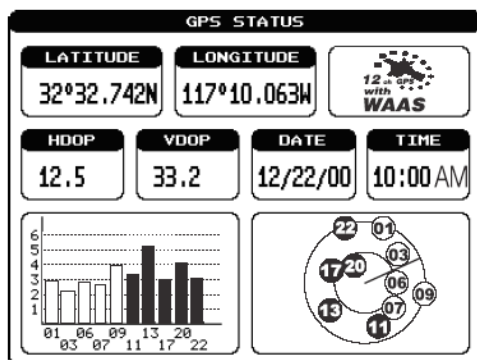 GPS STATUS
LATITUDE
32°32.742N
LONGITUDE
117°10.063W
12 ch GPS
with
WAAS
HDOP
12.5
VDOP
33.2
DATE
12/22/00
TIME
10:00 AM
6
5
4
3
2
1
01 06 09 13 20
03 07 11 17 22
22 01
03
17 20
06
09
13
07
11